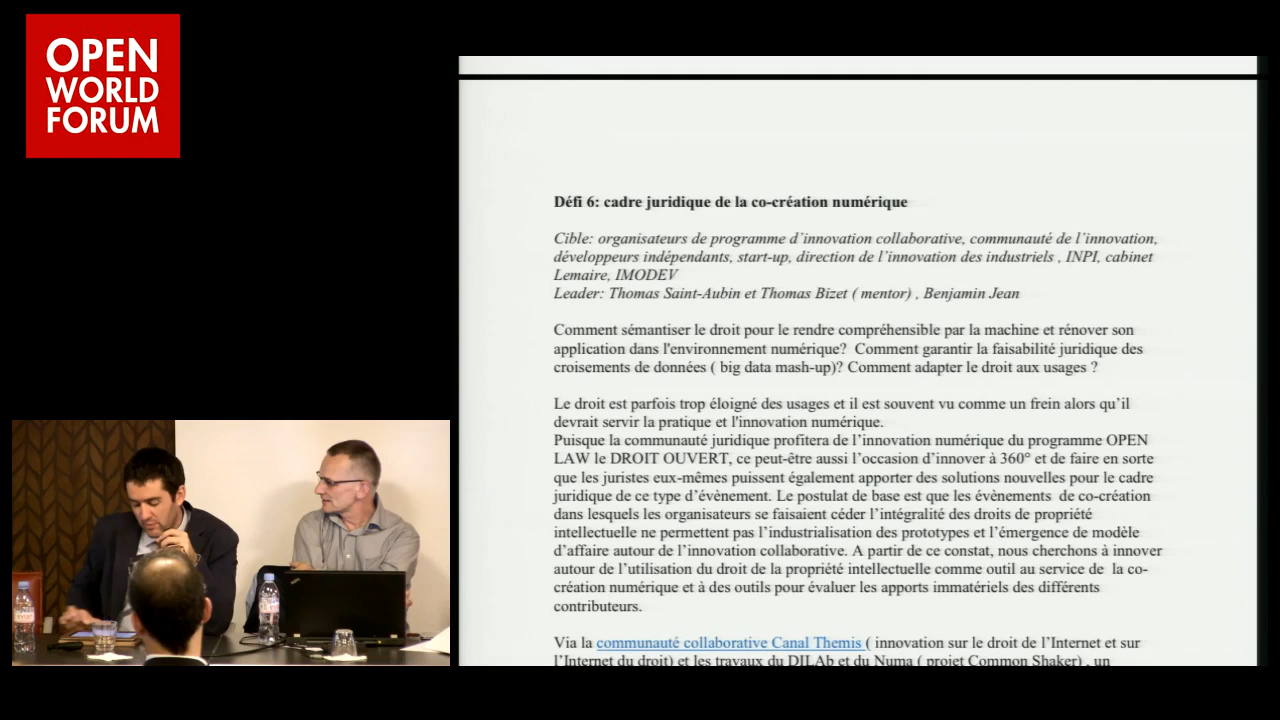 OPEN
WORLD
FORUM
Défi 6: cadre juridique de la co-création numérique
Cible: organisateurs de programme d’innovation collaborative, communauté de l’innovation,
développeurs indépendants, start-up, direction de l’innovation des industriels , INPI, cabinet
Lemaire, IMODEV
Leader: Thomas Saint-Aubin et Thomas Bizet ( mentor) , Benjamin Jean
Comment sémantiser le droit pour le rendre compréhensible par la machine et rénover son
application dans l'environnement numérique?  Comment garantir la faisabilité juridique des
croisements de données ( big data mash-up)? Comment adapter le droit aux usages ?
Le droit est parfois trop éloigné des usages et il est souvent vu comme un frein alors qu’il
devrait servir la pratique et l'innovation numérique.
Puisque la communauté juridique profitera de l’innovation numérique du programme OPEN
LAW le DROIT OUVERT, ce peut-être aussi l’occasion d’innover à 360° et de faire en sorte
que les juristes eux-mêmes puissent également apporter des solutions nouvelles pour le cadre
juridique de ce type d’évènement. Le postulat de base est que les évènements  de co-création
dans lesquels les organisateurs se faisaient céder l’intégralité des droits de propriété
intellectuelle ne permettent pas l’industrialisation des prototypes et l’émergence de modèle
d’affaire autour de l’innovation collaborative. A partir de ce constat, nous cherchons à innover
autour de l’utilisation du droit de la propriété intellectuelle comme outil au service de  la co-
création numérique et à des outils pour évaluer les apports immatériels des différents
contributeurs.
Via la communauté collaborative Canal Themis ( innovation sur le droit de l’Internet et sur
l’Internet du droit) et les travaux du DILAb et du Numa ( projet Common Shaker) , un